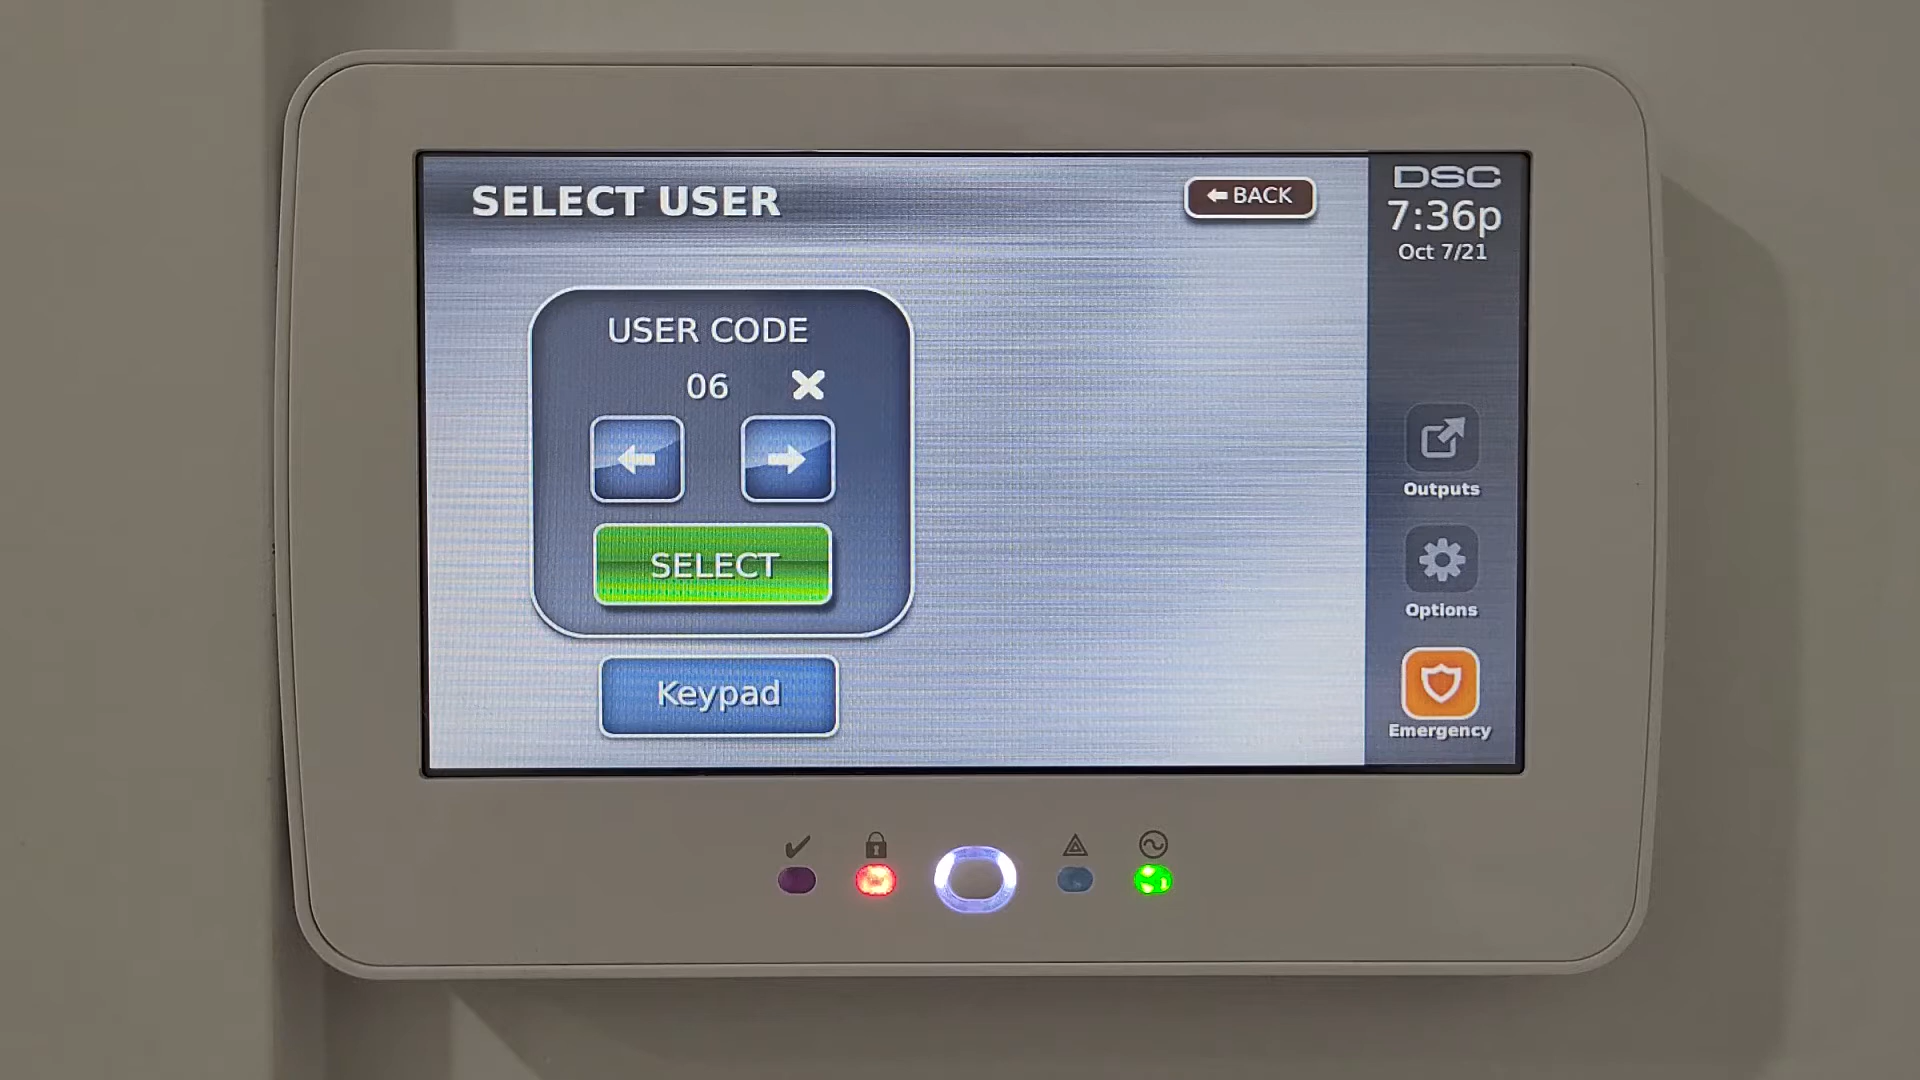 SELECT USER
BACK
USER CODE
06
SELECT
Keypad
DSC
7:36p
Oct 7/21
Outputs
Options
Emergency